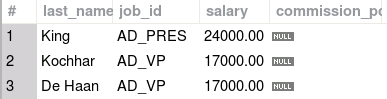 # last_name job_id salary commission_p
1 King AD_PRES 24000.00 NULL
2 Kochhar AD_VP 17000.00 NULL
3 De Haan AD_VP 17000.00 NULL